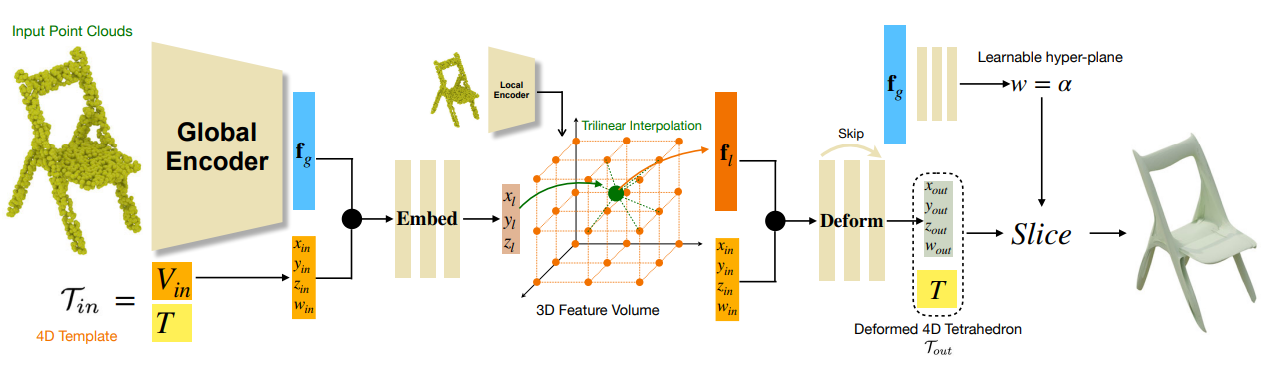 Input Point Clouds
Global
Encoder
f_g
𝒯_in =
V_in
T
4D Template
x_in
y_in
z_in
w_in
Embed
Local
Encoder
x_l
y_l
z_l
Trilinear Interpolation
3D Feature Volume
f_l
x_in
y_in
z_in
w_in
Skip
Deform
f_g
Learnable hyper-plane
w = α
x_out
y_out
z_out
w_out
T
Deformed 4D Tetrahedron
𝒯_out
Slice